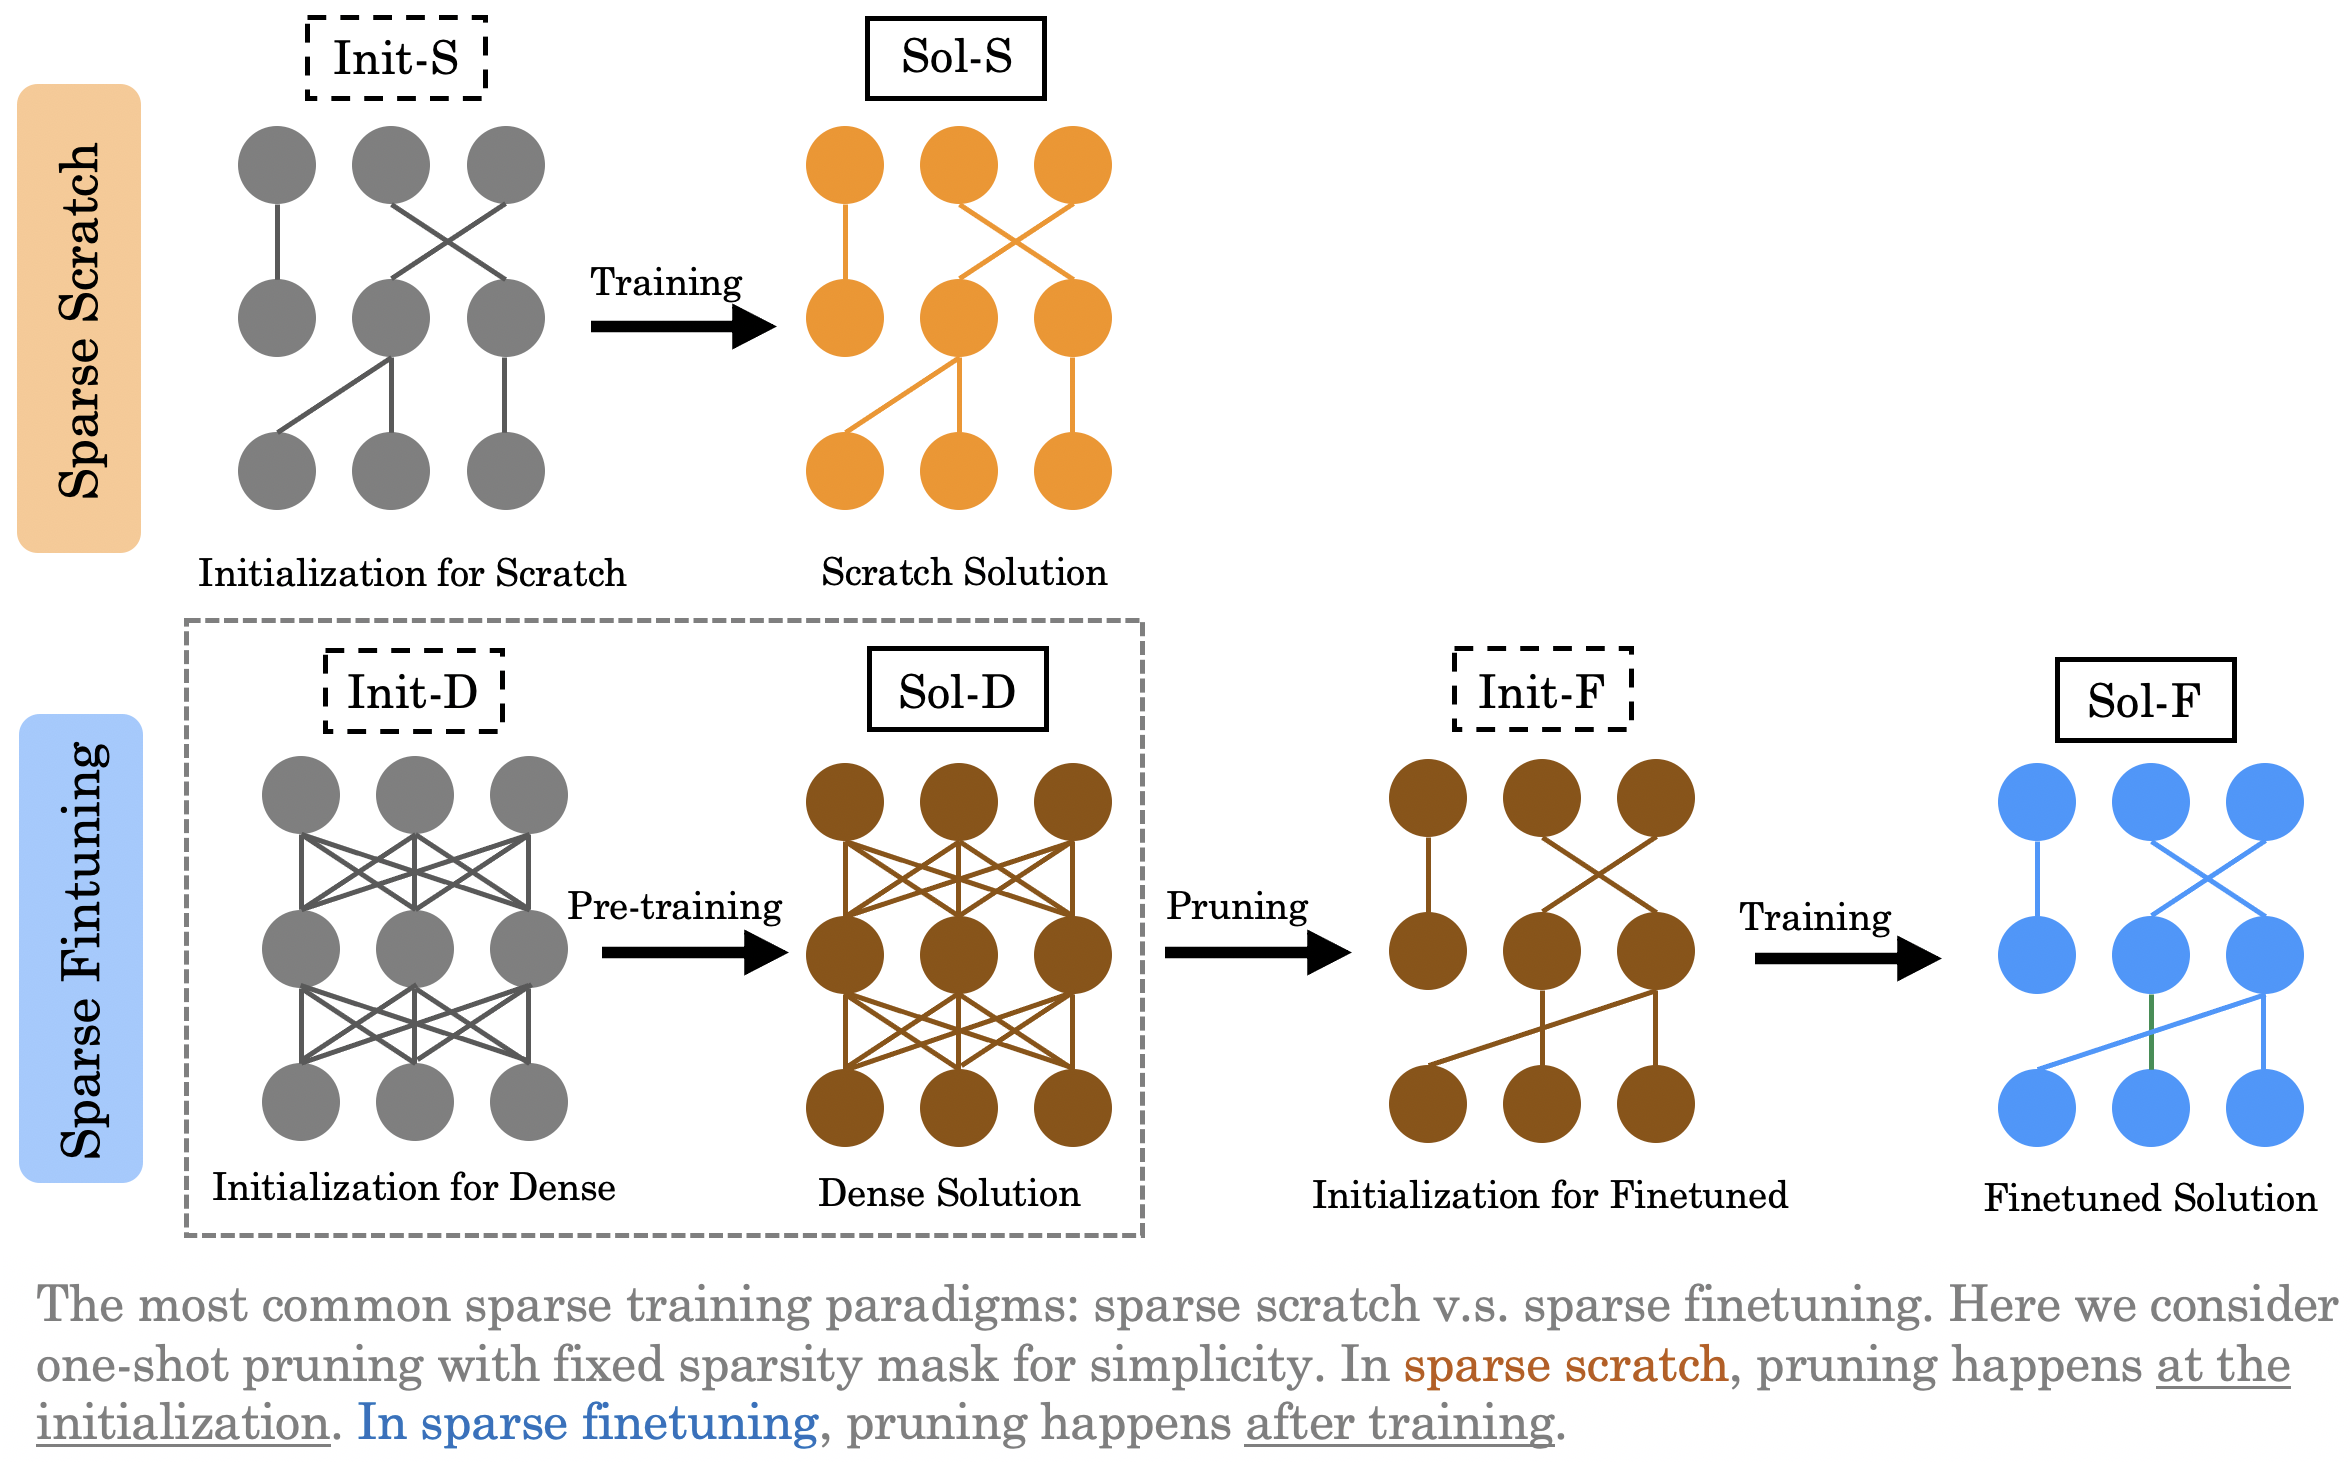 Init-S
Sol-S
Sparse Scratch
Training
Initialization for Scratch
Scratch Solution
Init-D
Sol-D
Init-F
Sol-F
Sparse Fintuning
Pre-training
Pruning
Training
Initialization for Dense
Dense Solution
Initialization for Finetuned
Finetuned Solution
The most common sparse training paradigms: sparse scratch v.s. sparse finetuning. Here we consider
one-shot pruning with fixed sparsity mask for simplicity. In sparse scratch, pruning happens at the
initialization. In sparse finetuning, pruning happens after training.